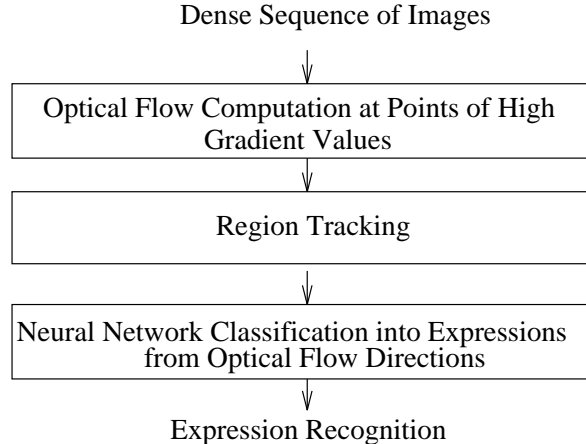 Dense Sequence of Images
Optical Flow Computation at Points of High
Gradient Values
Region Tracking
Neural Network Classification into Expressions
from Optical Flow Directions
Expression Recognition